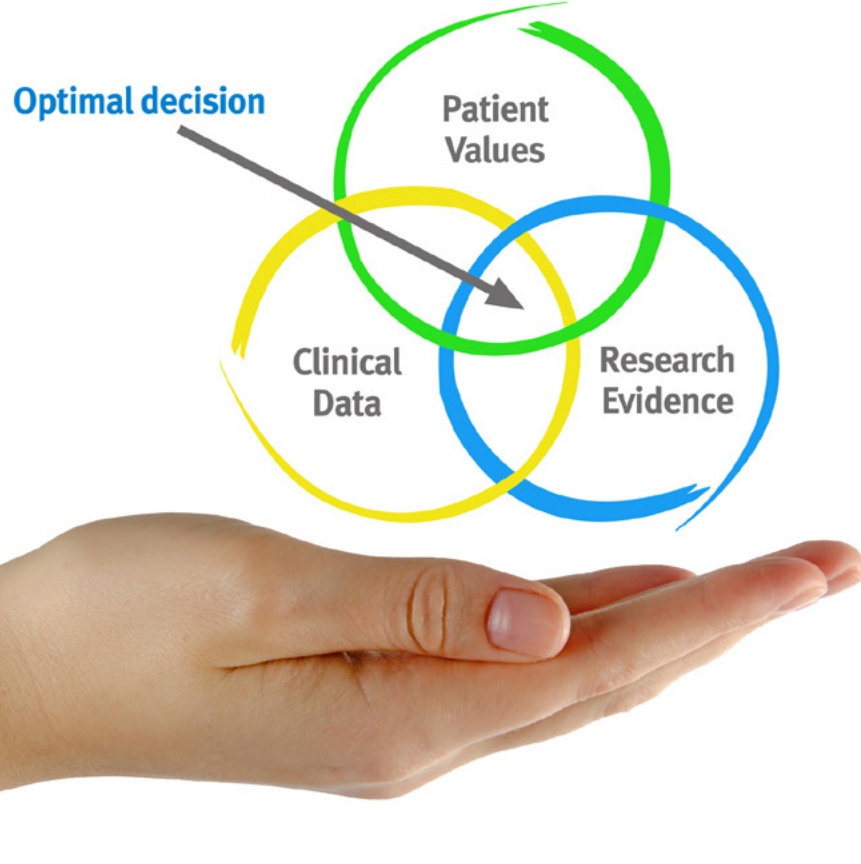 Optimal decision
Patient
Values
Clinical
Data
Research
Evidence